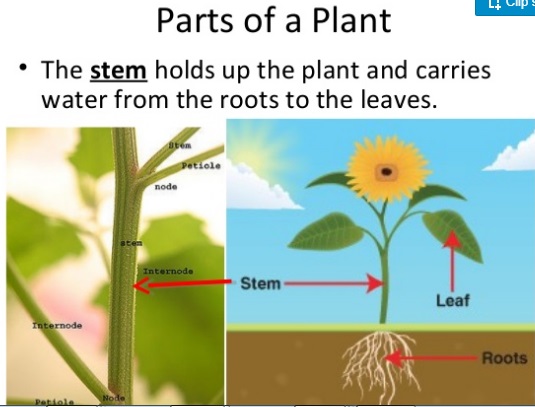 Parts of a Plant
Clip s
• The stem holds up the plant and carries
water from the roots to the leaves.
Stem
Petiole
node
stem
Internode
Internode
Petiole
Node
Stem
Leaf
Roots